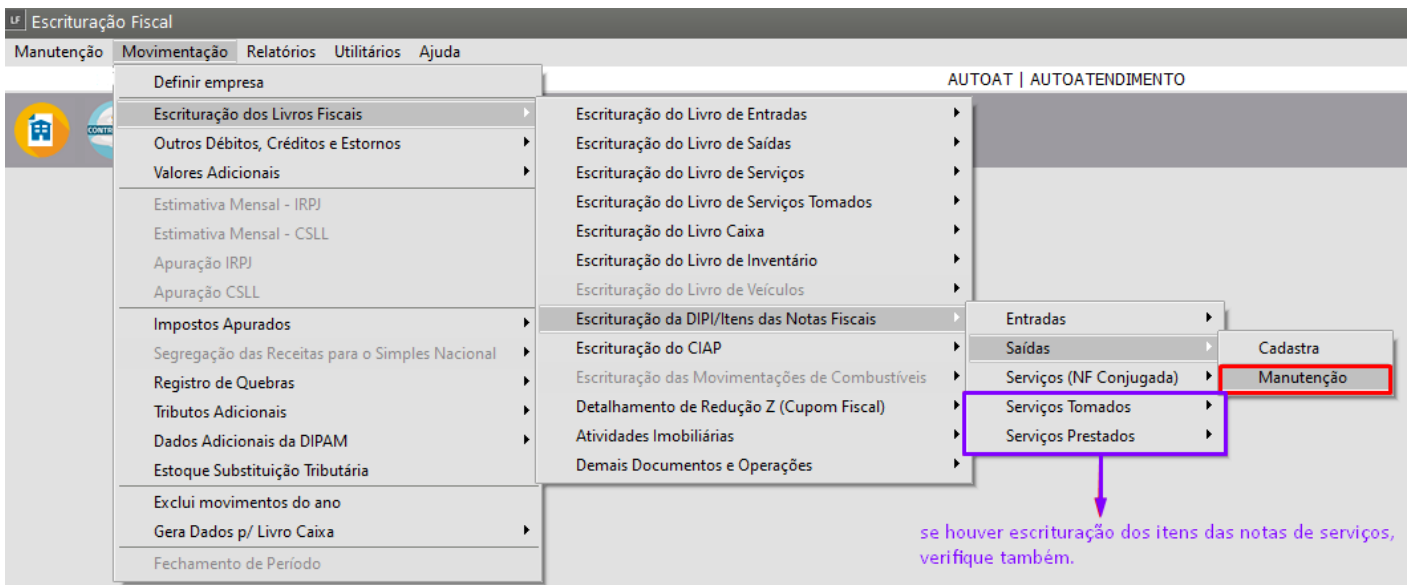 LF Escrituração Fiscal
Manutenção Movimentação Relatórios Utilitários Ajuda
AUTOAT | AUTOATENDIMENTO
Definir empresa
Escrituração dos Livros Fiscais
Outros Débitos, Créditos e Estornos
Valores Adicionais
Estimativa Mensal - IRPJ
Estimativa Mensal - CSLL
Apuração IRPJ
Apuração CSLL
Impostos Apurados
Segregação das Receitas para o Simples Nacional
Registro de Quebras
Tributos Adicionais
Dados Adicionais da DIPAM
Estoque Substituição Tributária
Exclui movimentos do ano
Gera Dados p/ Livro Caixa
Fechamento de Período
Escrituração do Livro de Entradas
Escrituração do Livro de Saídas
Escrituração do Livro de Serviços
Escrituração do Livro de Serviços Tomados
Escrituração do Livro Caixa
Escrituração do Livro de Inventário
Escrituração do Livro de Veículos
Escrituração da DIPI/Itens das Notas Fiscais
Escrituração do CIAP
Escrituração das Movimentações de Combustíveis
Detalhamento de Redução Z (Cupom Fiscal)
Atividades Imobiliárias
Demais Documentos e Operações
Entradas
Saídas
Serviços (NF Conjugada)
Serviços Tomados
Serviços Prestados
Cadastra
Manutenção
se houver escrituração dos itens das notas de serviços,
verifique também.